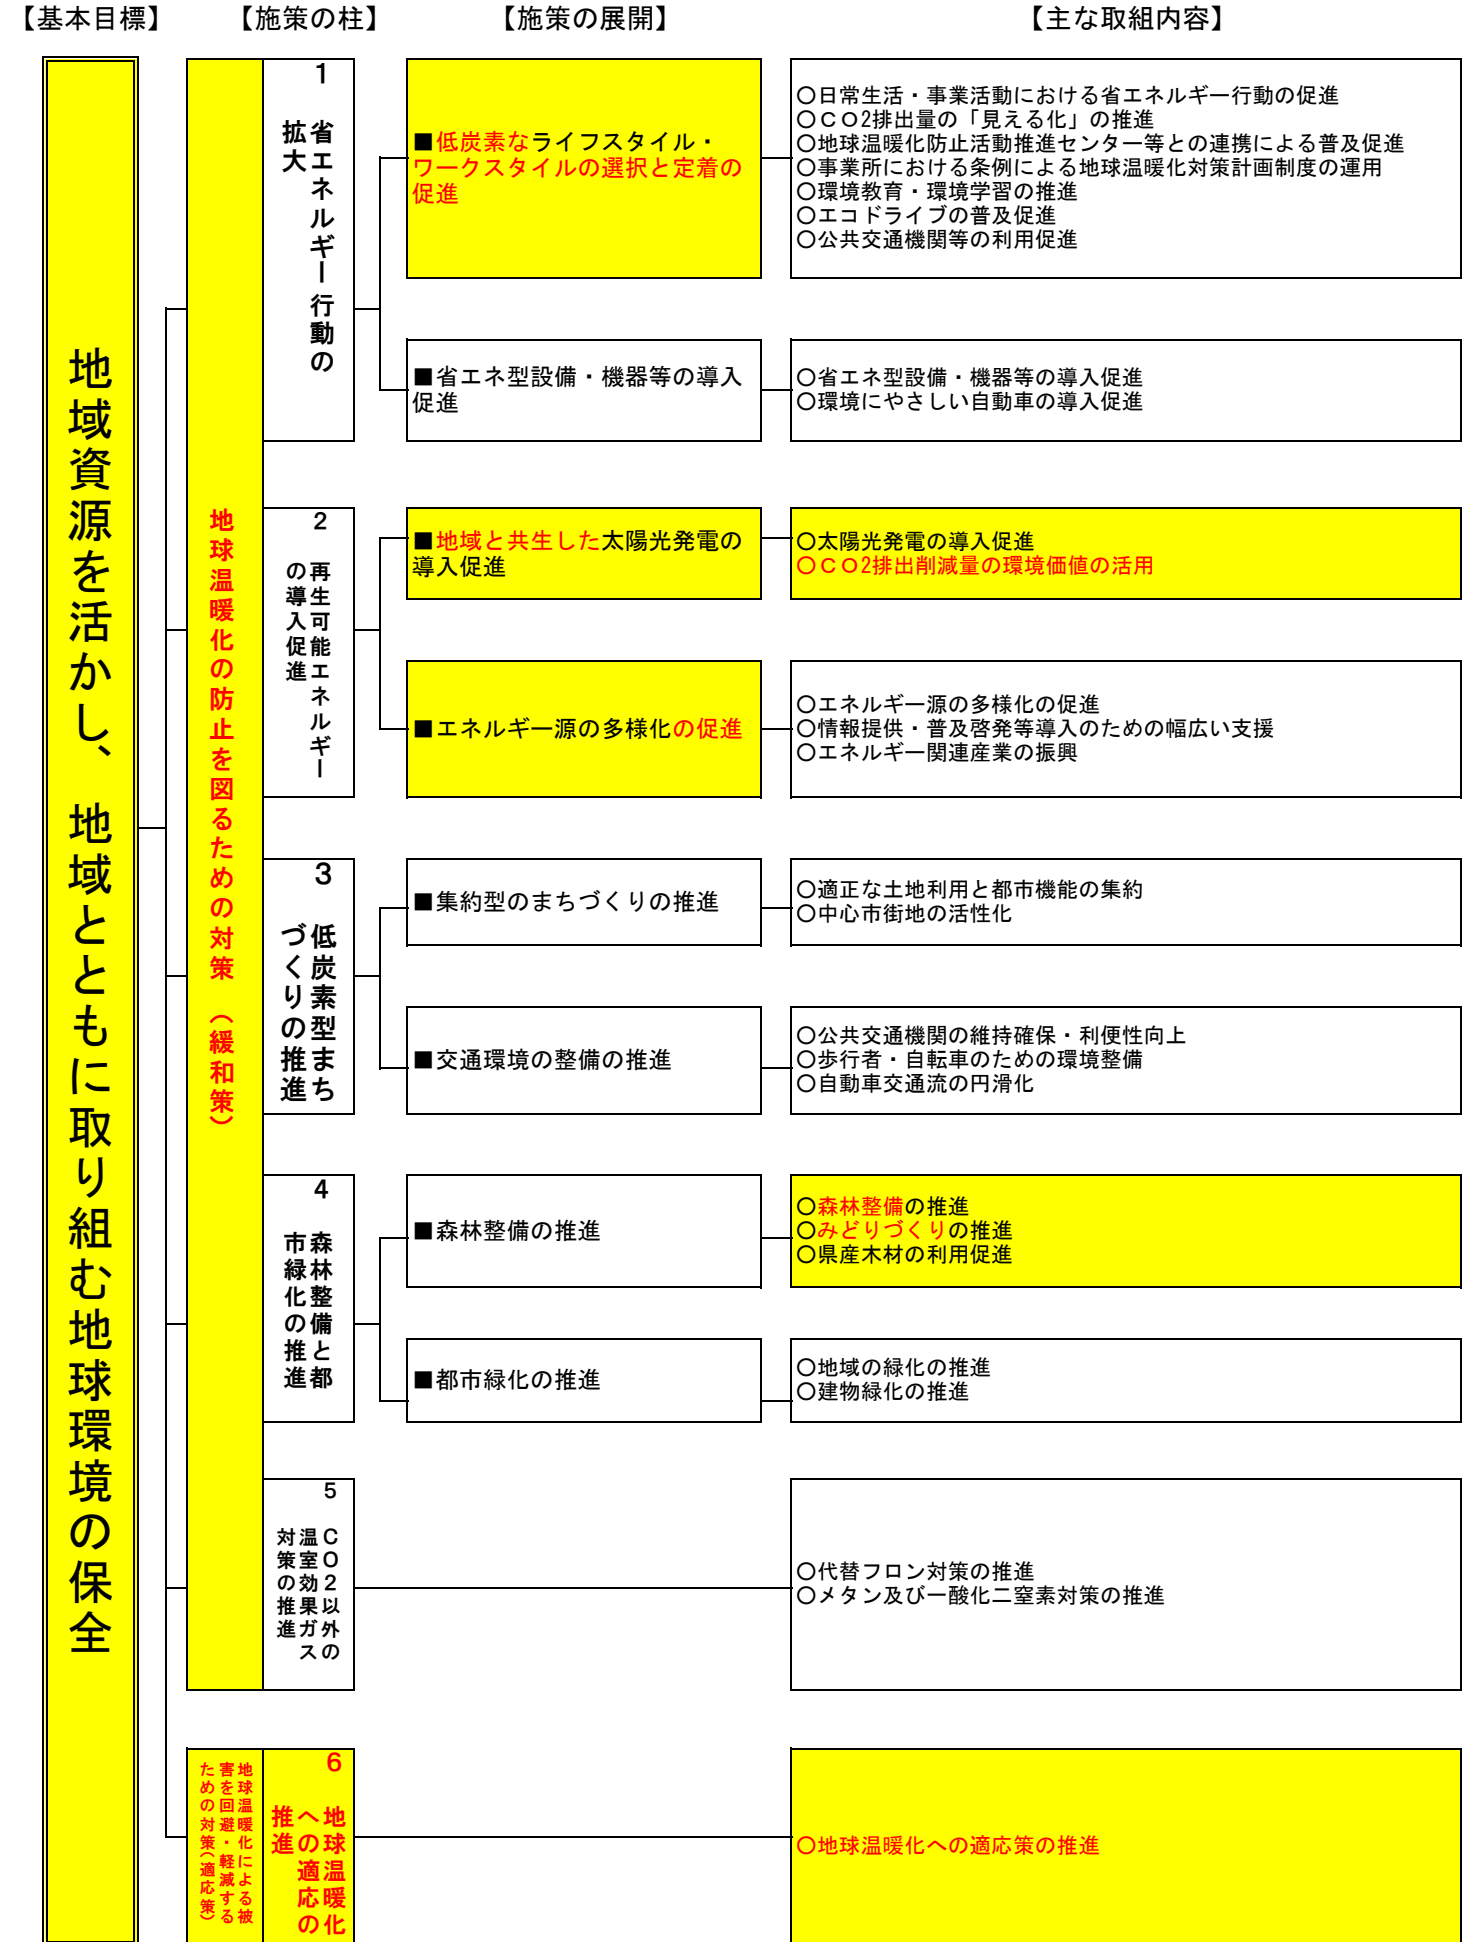 【基本目標】 【施策の柱】 【施策の展開】 【主な取組内容】
地域資源を活かし、地域とともに取り組む地球環境の保全
地球温暖化の防止を図るための対策（緩和策）
1
省エネルギー行動の
拡大
■低炭素なライフスタイル・
ワークスタイルの選択と定着の
促進
○日常生活・事業活動における省エネルギー行動の促進
○ＣＯ2排出量の「見える化」の推進
○地球温暖化防止活動推進センター等との連携による普及促進
○事業所における条例による地球温暖化対策計画制度の運用
○環境教育・環境学習の推進
○エコドライブの普及促進
○公共交通機関等の利用促進
■省エネ型設備・機器等の導入
促進
○省エネ型設備・機器等の導入促進
○環境にやさしい自動車の導入促進
2
再生可能エネルギー
の導入促進
■地域と共生した太陽光発電の
導入促進
○太陽光発電の導入促進
○ＣＯ2排出削減量の環境価値の活用
■エネルギー源の多様化の促進
○エネルギー源の多様化の促進
○情報提供・普及啓発等導入のための幅広い支援
○エネルギー関連産業の振興
3
低炭素型まち
づくりの推進
■集約型のまちづくりの推進
○適正な土地利用と都市機能の集約
○中心市街地の活性化
■交通環境の整備の推進
○公共交通機関の維持確保・利便性向上
○歩行者・自転車のための環境整備
○自動車交通流の円滑化
4
森林整備と都
市緑化の推進
■森林整備の推進
○森林整備の推進
○みどりづくりの推進
○県産木材の利用促進
■都市緑化の推進
○地域の緑化の推進
○建物緑化の推進
5
ＣＯ２以外の
温室効果ガス
対策の推進
○代替フロン対策の推進
○メタン及び一酸化二窒素対策の推進
地球温暖化による被
害を回避・軽減する
ための対策（適応策）
6
地球温暖化
への適応の
推進
○地球温暖化への適応策の推進